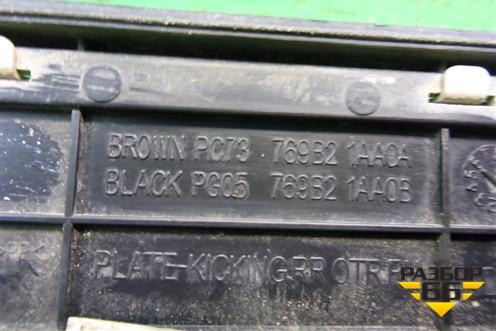 BROWN PG73 769B2 1AA0A
BLACK PG05 769B2 1AA0B
PLATE-KICKING,RR OTR
РАЗБОР
66